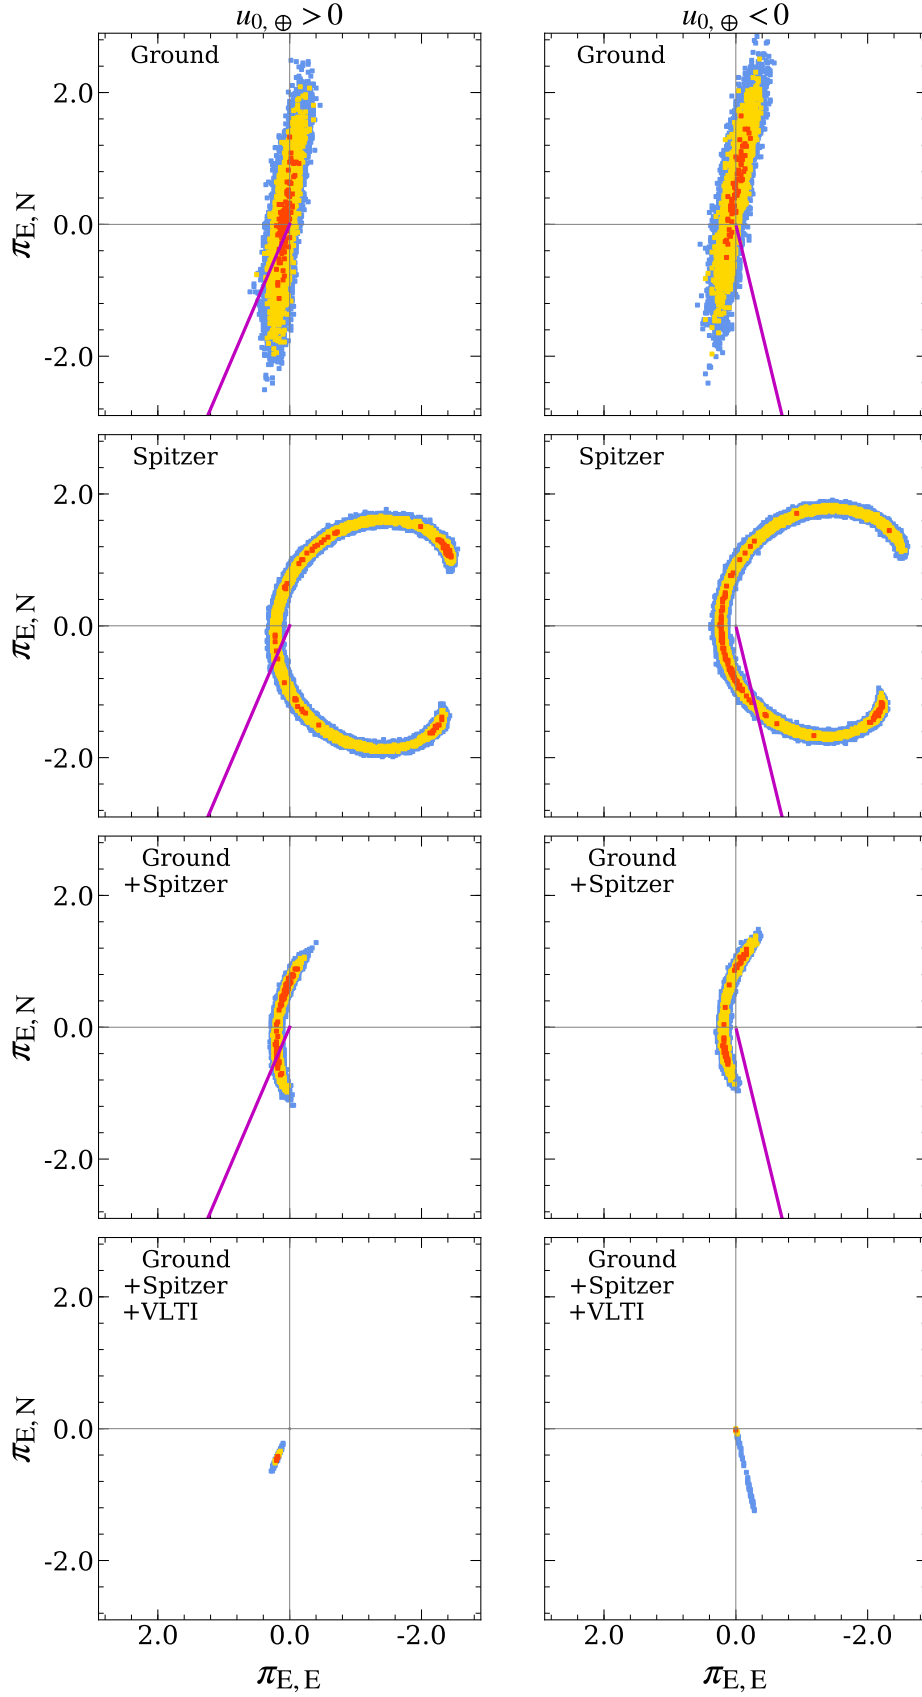 u0,⊕ > 0 u0,⊕ < 0
Ground Ground
2.0
0.0
-2.0
πE,N
Spitzer Spitzer
2.0
0.0
-2.0
πE,N
Ground Ground
+Spitzer +Spitzer
2.0
0.0
-2.0
πE,N
Ground Ground
+Spitzer +Spitzer
+VLTI +VLTI
2.0
0.0
-2.0
πE,N
2.0 0.0 -2.0 2.0 0.0 -2.0
πE,E πE,E